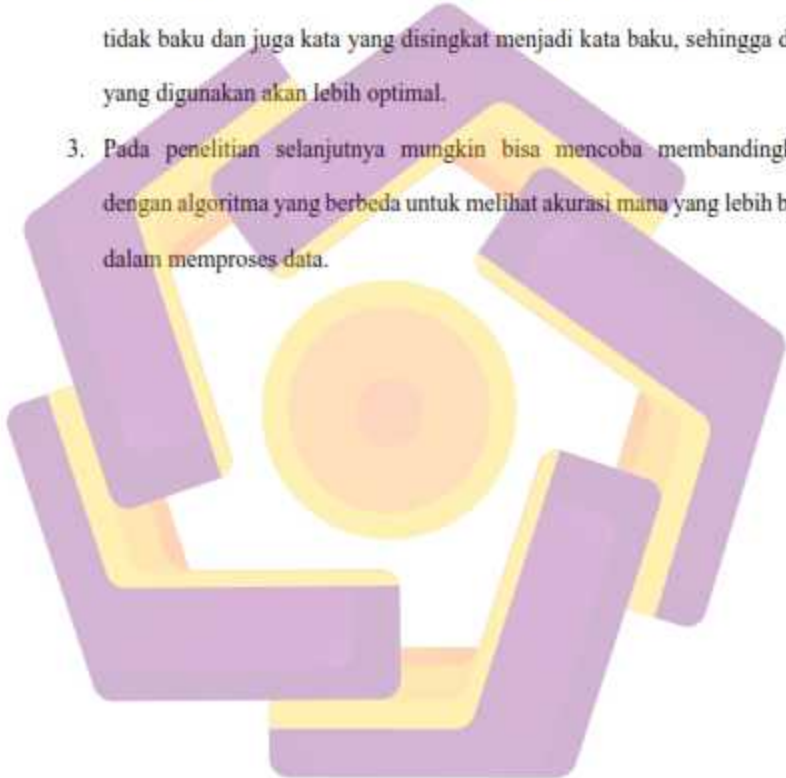 tidak baku dan juga kata yang disingkat menjadi kata baku, sehingga d
yang digunakan akan lebih optimal.
3. Pada penelitian selanjutnya mungkin bisa mencoba membandingk
dengan algoritma yang berbeda untuk melihat akurasi mana yang lebih b
dalam memproses data.